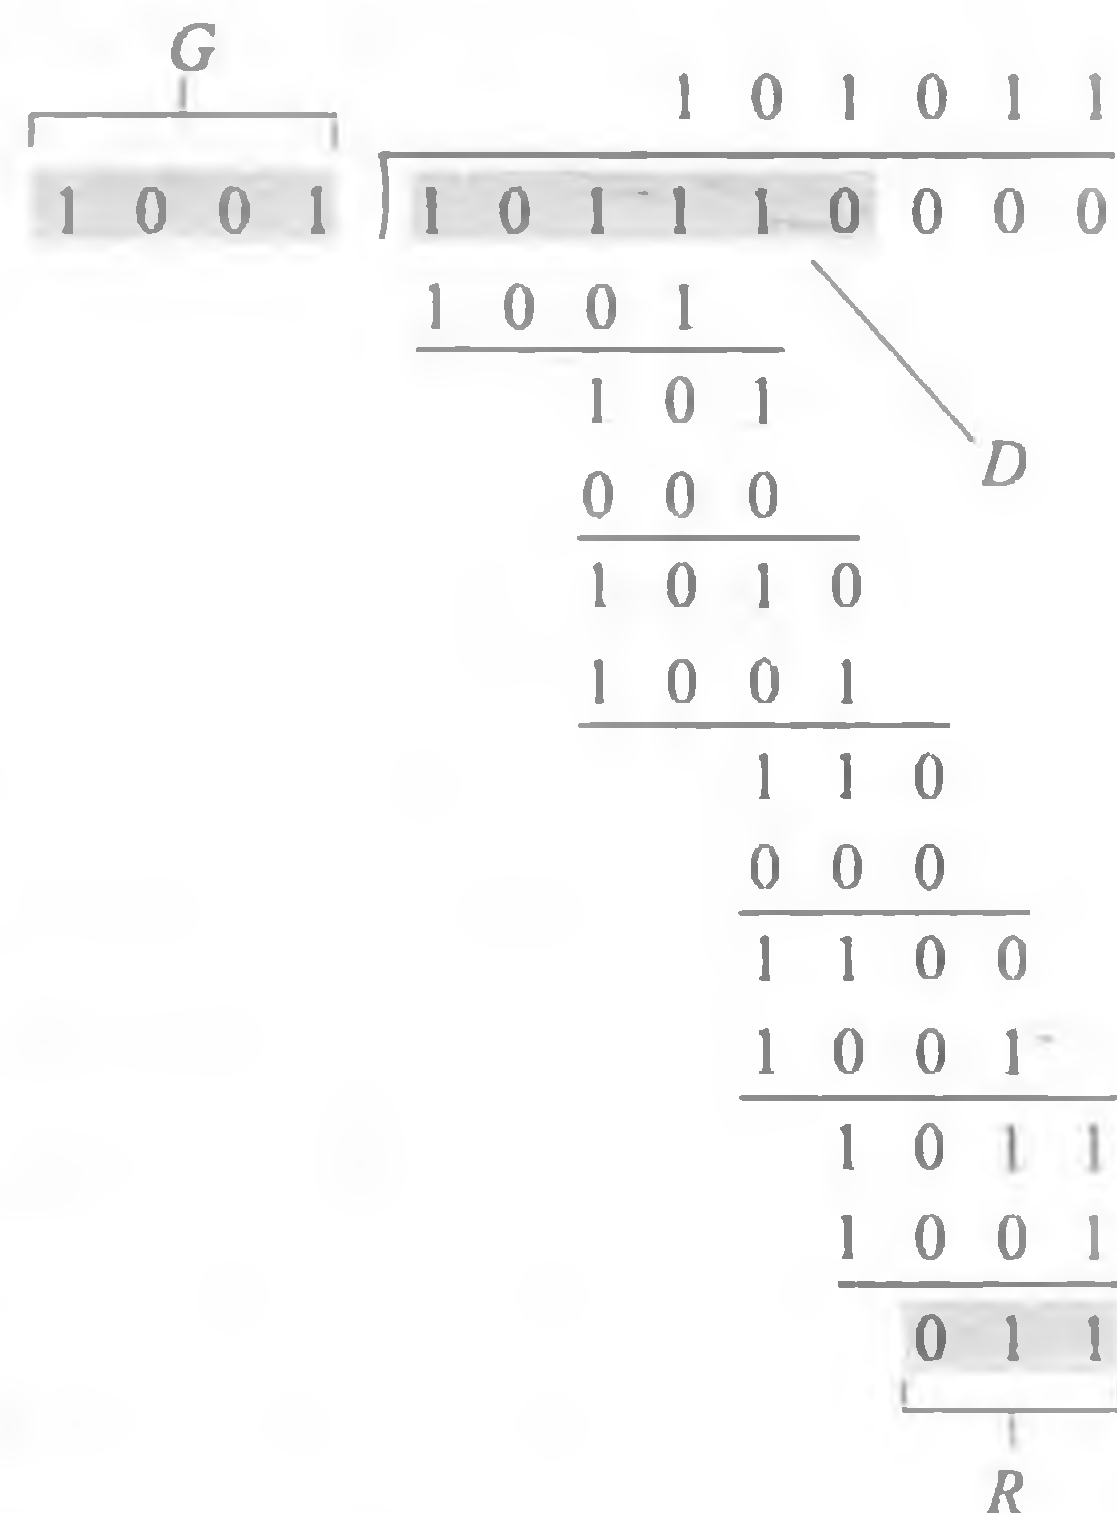 G
1 0 1 0 1 1
1 0 0 1 1 0 1 1 1 0 0 0 0
1 0 0 1
1 0 1
D
0 0 0
1 0 1 0
1 0 0 1
1 1 0
0 0 0
1 1 0 0
1 0 0 1
1 0 1 1
1 0 0 1
0 1 1
R